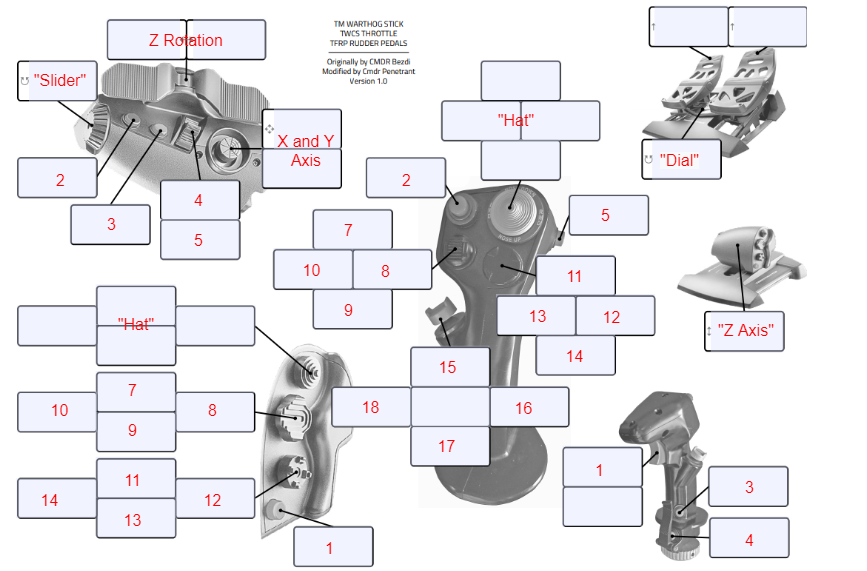 TM WARTHOG STICK
TWCS THROTTLE
TFRP RUDDER PEDALS
Originally by CMDR Bezdi
Modified by Cmdr Penetrant
Version 1.0
Z Rotation
"Slider"
X and Y
Axis
2
3
4
5
"Hat"
2
5
7
10
8
9
11
13
12
14
15
18
16
17
"Dial"
"Z Axis"
"Hat"
7
10
8
9
11
14
12
13
1
1
3
4